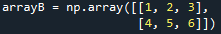 arrayB = np.array([[1, 2, 3],
                   [4, 5, 6]])